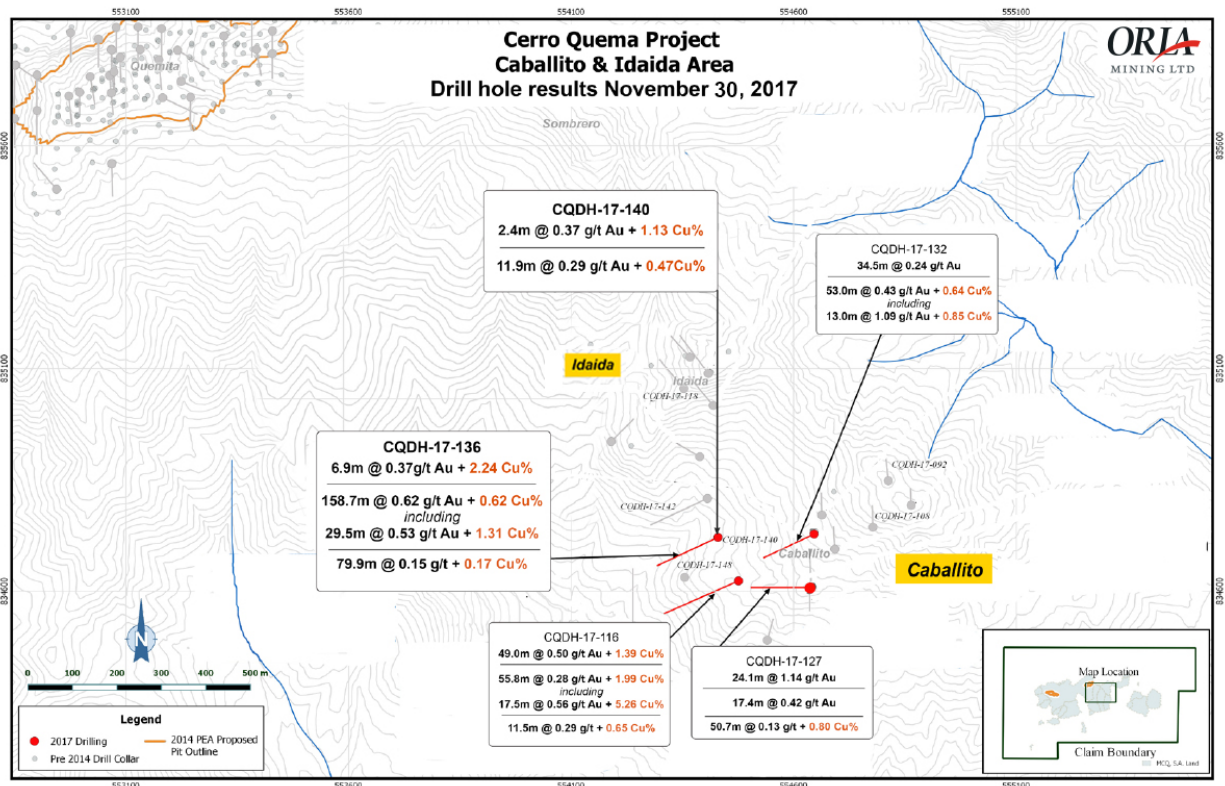 553100
553600
554100
554600
555100
Cerro Quema Project
Caballito & Idaida Area
Drill hole results November 30, 2017
ORLA
MINING LTD
Quemita
Sombrero
835600
835600
CQDH-17-140
2.4m @ 0.37 g/t Au + 1.13 Cu%
11.9m @ 0.29 g/t Au + 0.47Cu%
CQDH-17-132
34.5m @ 0.24 g/t Au
53.0m @ 0.43 g/t Au + 0.64 Cu%
including
13.0m @ 1.09 g/t Au + 0.85 Cu%
835100
835100
Idaida
Idaida
CQDH-17-118
CQDH-17-136
6.9m @ 0.37g/t Au + 2.24 Cu%
158.7m @ 0.62 g/t Au + 0.62 Cu%
including
29.5m @ 0.53 g/t Au + 1.31 Cu%
79.9m @ 0.15 g/t + 0.17 Cu%
CQDH-17-092
CQDH-17-142
CQDH-17-108
CQDH-17-140
Caballito
CQDH-17-148
Caballito
834600
834600
CQDH-17-116
49.0m @ 0.50 g/t Au + 1.39 Cu%
55.8m @ 0.28 g/t Au + 1.99 Cu%
including
17.5m @ 0.56 g/t Au + 5.26 Cu%
11.5m @ 0.29 g/t + 0.65 Cu%
CQDH-17-127
24.1m @ 1.14 g/t Au
17.4m @ 0.42 g/t Au
50.7m @ 0.13 g/t + 0.80 Cu%
N
0 100 200 300 400 500 m
Legend
2017 Drilling
Pre 2014 Drill Collar
2014 PEA Proposed
Pit Outline
Map Location
Claim Boundary
MCQ, S.A. Land
553100
553600
554100
554600
555100